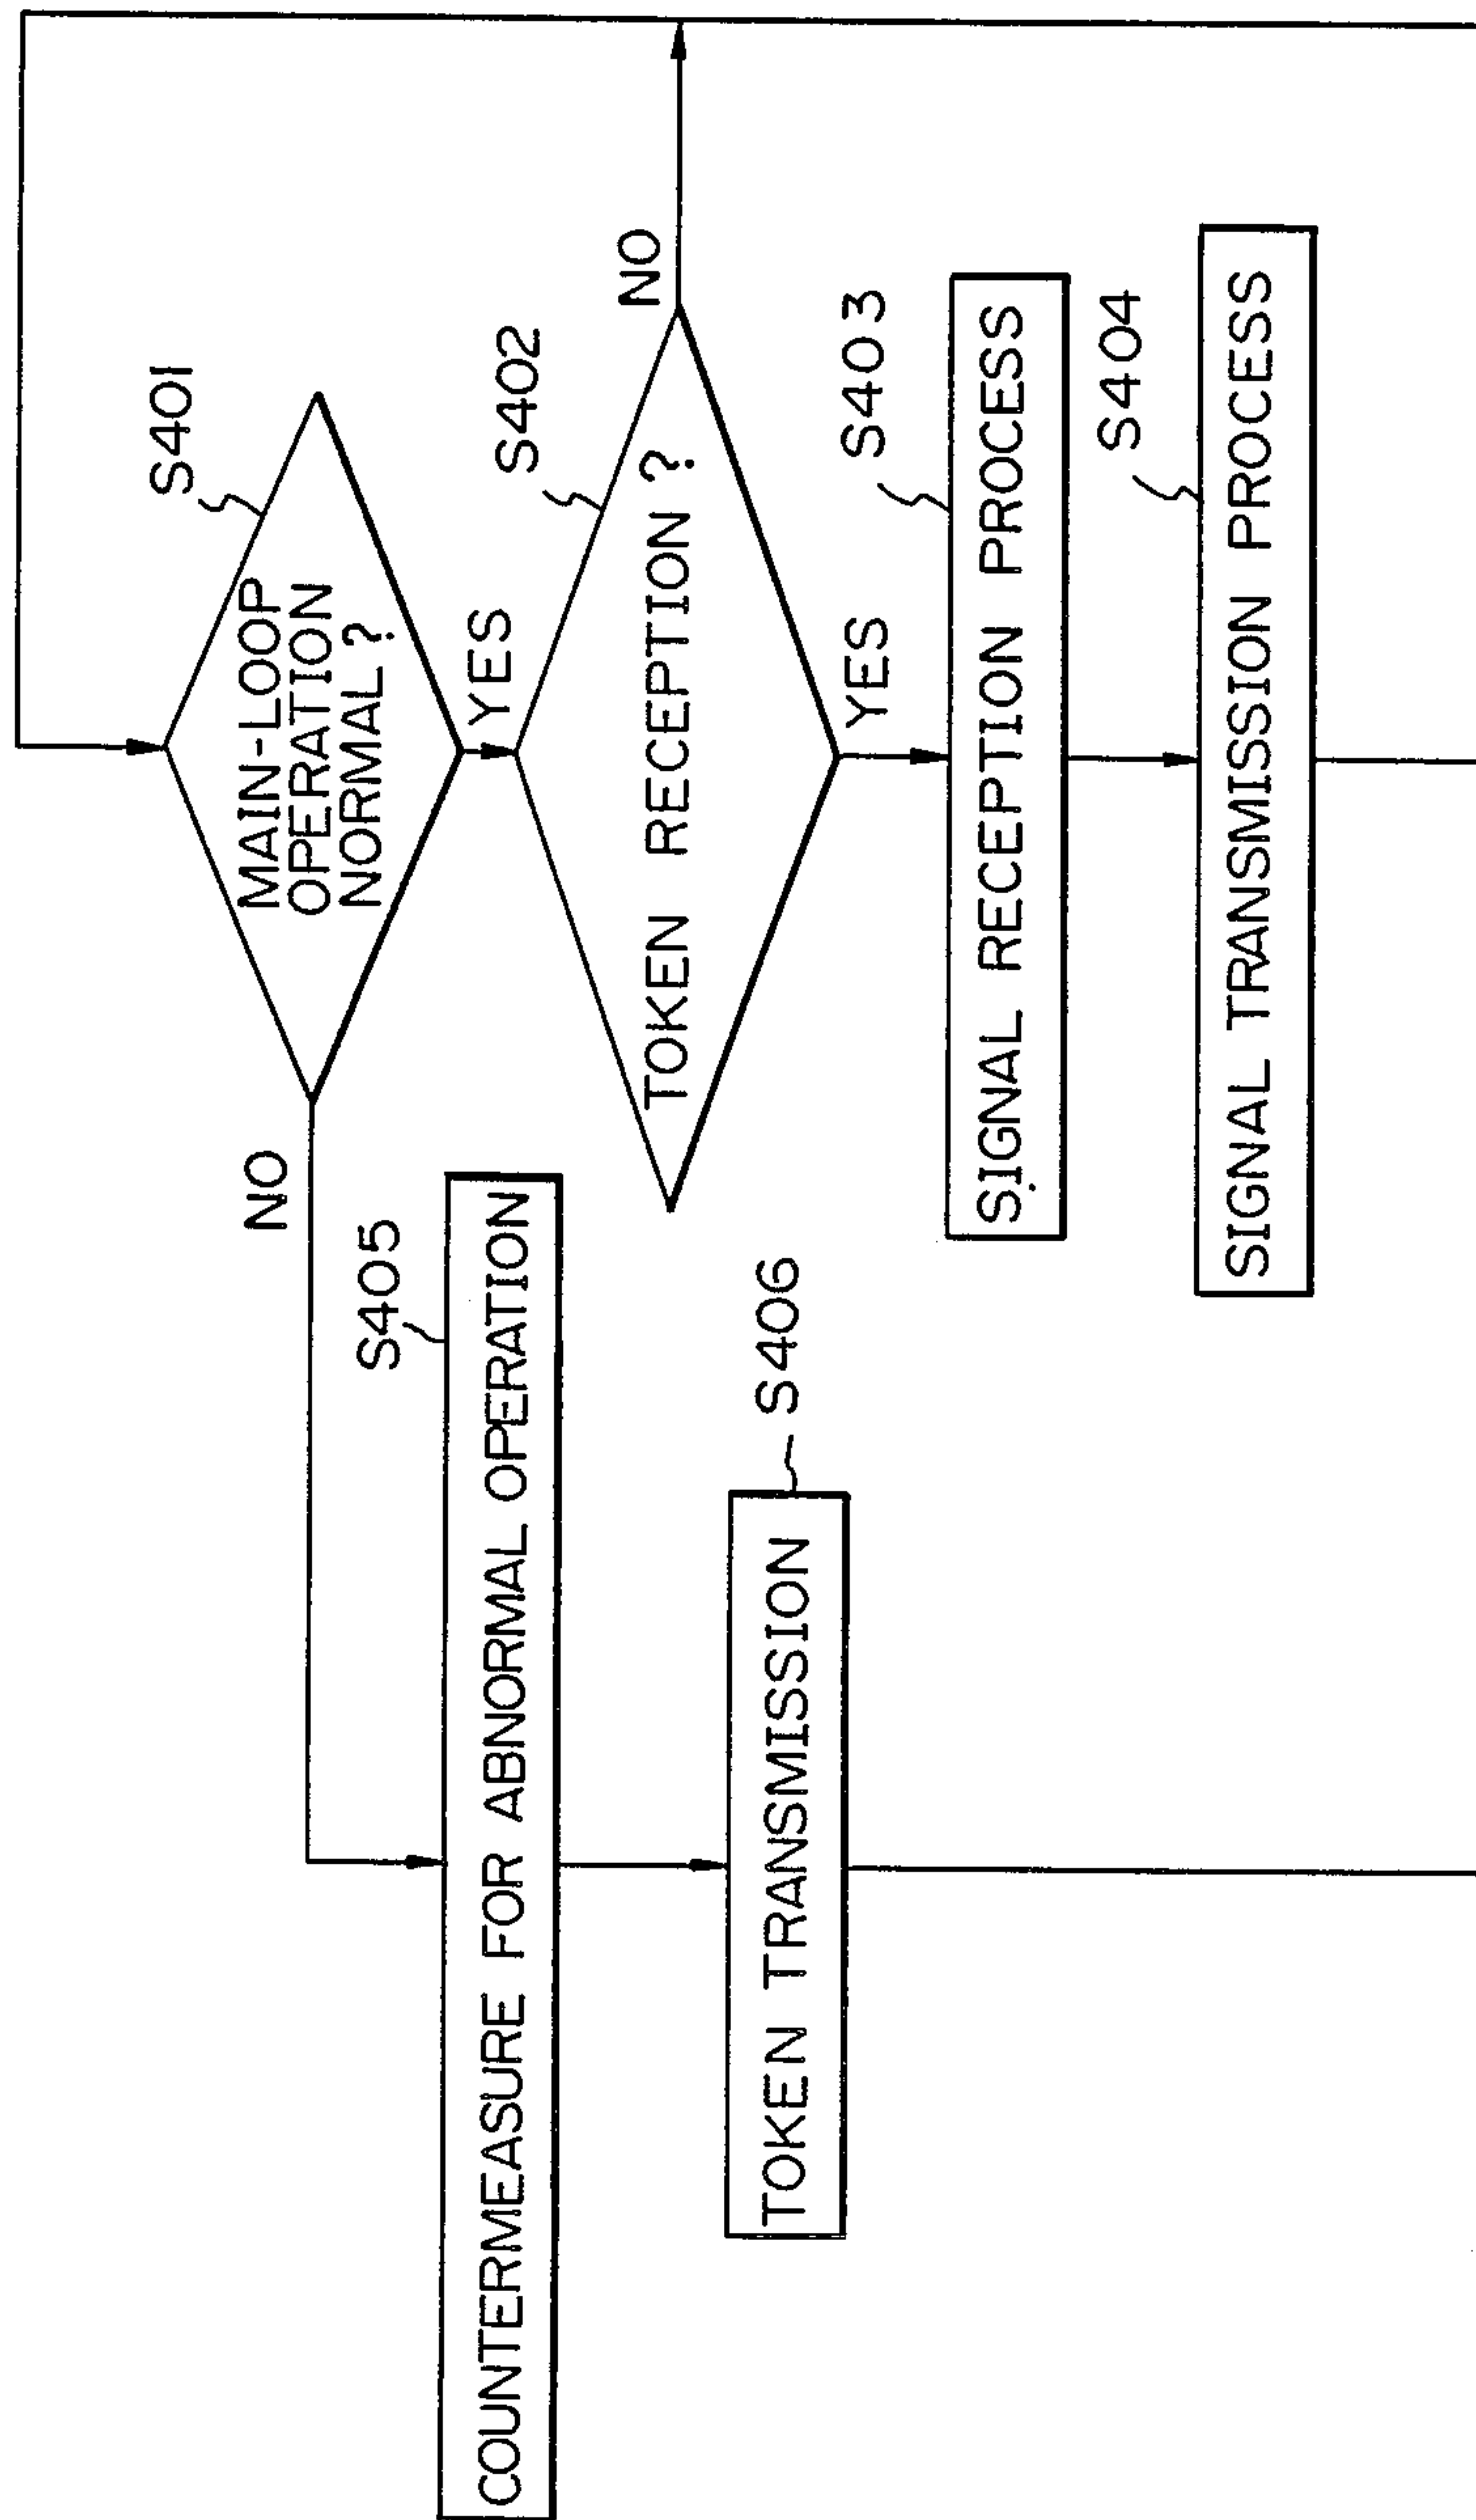 S401
MAIN-LOOP
OPERATION
NORMAL?
NO
YES
S402
TOKEN RECEPTION ?
NO
YES
S403
SIGNAL RECEPTION PROCESS
S404
SIGNAL TRANSMISSION PROCESS
S405
COUNTERMEASURE FOR ABNORMAL OPERATION
S406
TOKEN TRANSMISSION